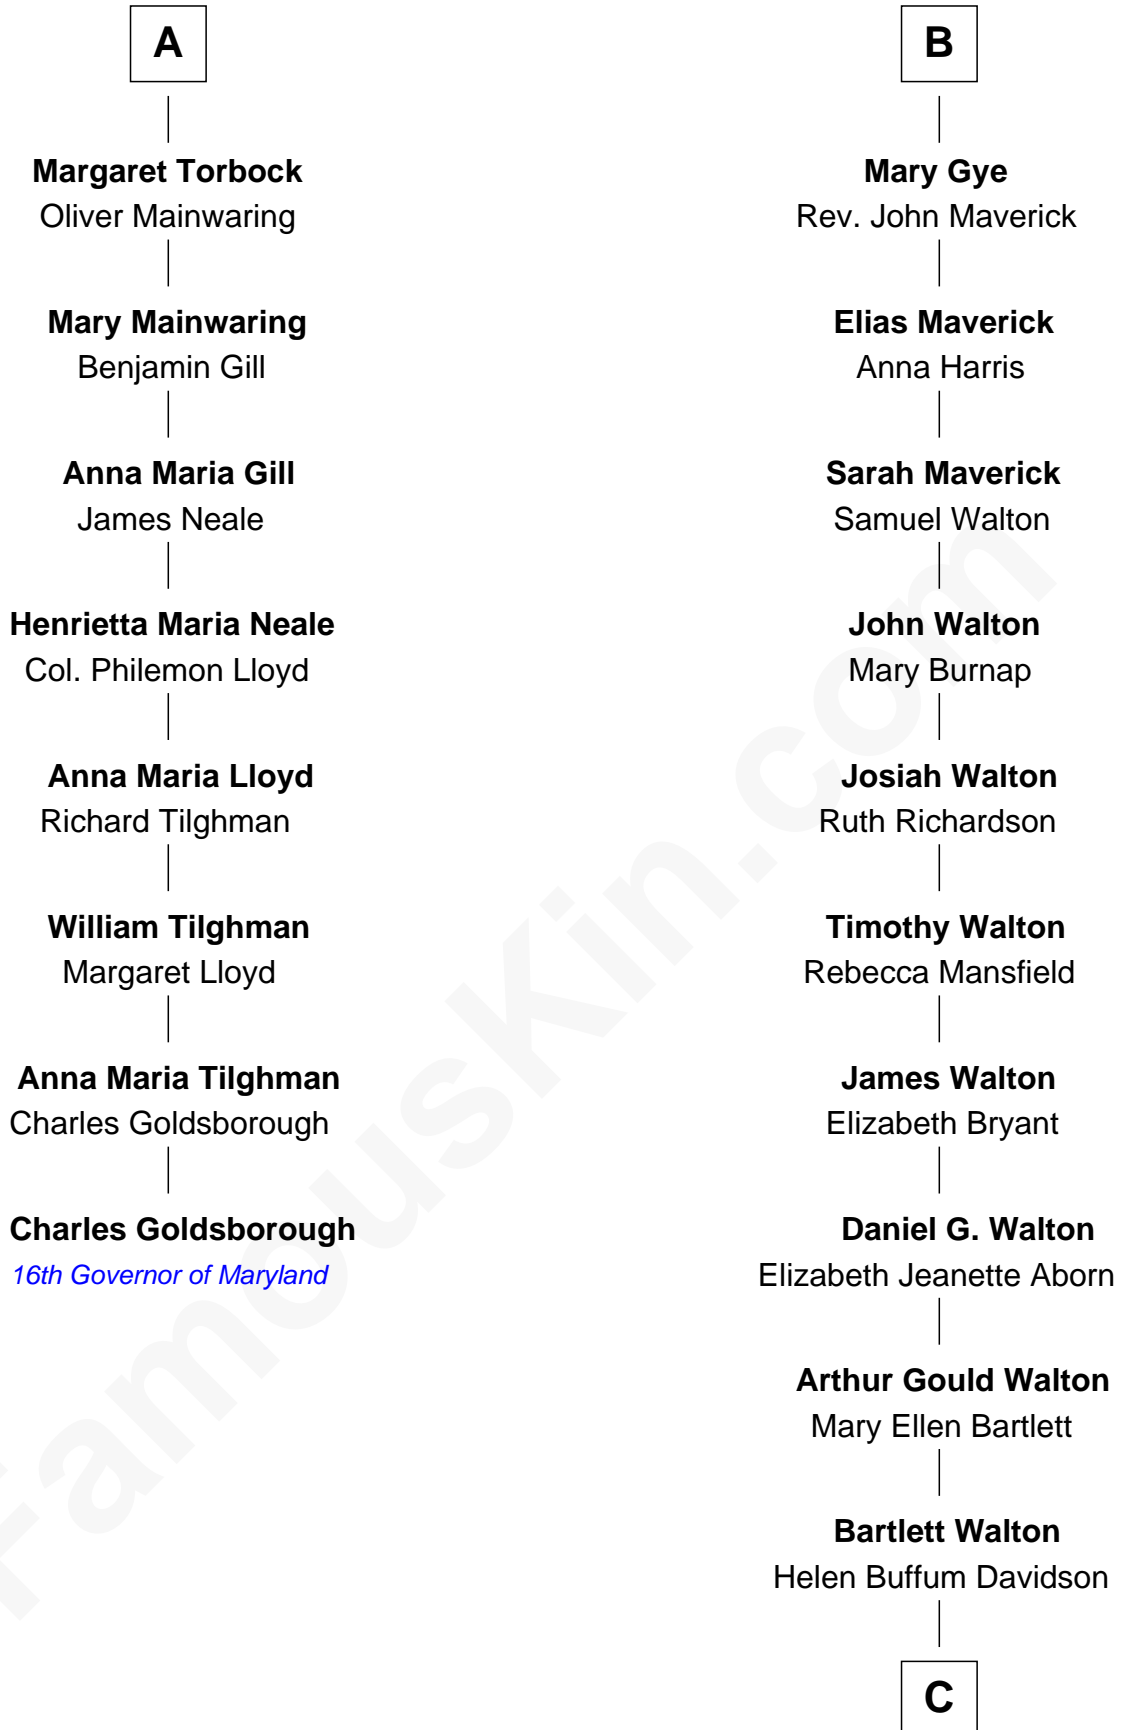 A
Margaret Torbock
Oliver Mainwaring
Mary Mainwaring
Benjamin Gill
Anna Maria Gill
James Neale
Henrietta Maria Neale
Col. Philemon Lloyd
Anna Maria Lloyd
Richard Tilghman
William Tilghman
Margaret Lloyd
Anna Maria Tilghman
Charles Goldsborough
Charles Goldsborough
16th Governor of Maryland
B
Mary Gye
Rev. John Maverick
Elias Maverick
Anna Harris
Sarah Maverick
Samuel Walton
John Walton
Mary Burnap
Josiah Walton
Ruth Richardson
Timothy Walton
Rebecca Mansfield
James Walton
Elizabeth Bryant
Daniel G. Walton
Elizabeth Jeanette Aborn
Arthur Gould Walton
Mary Ellen Bartlett
Bartlett Walton
Helen Buffum Davidson
C
FamousKin.com